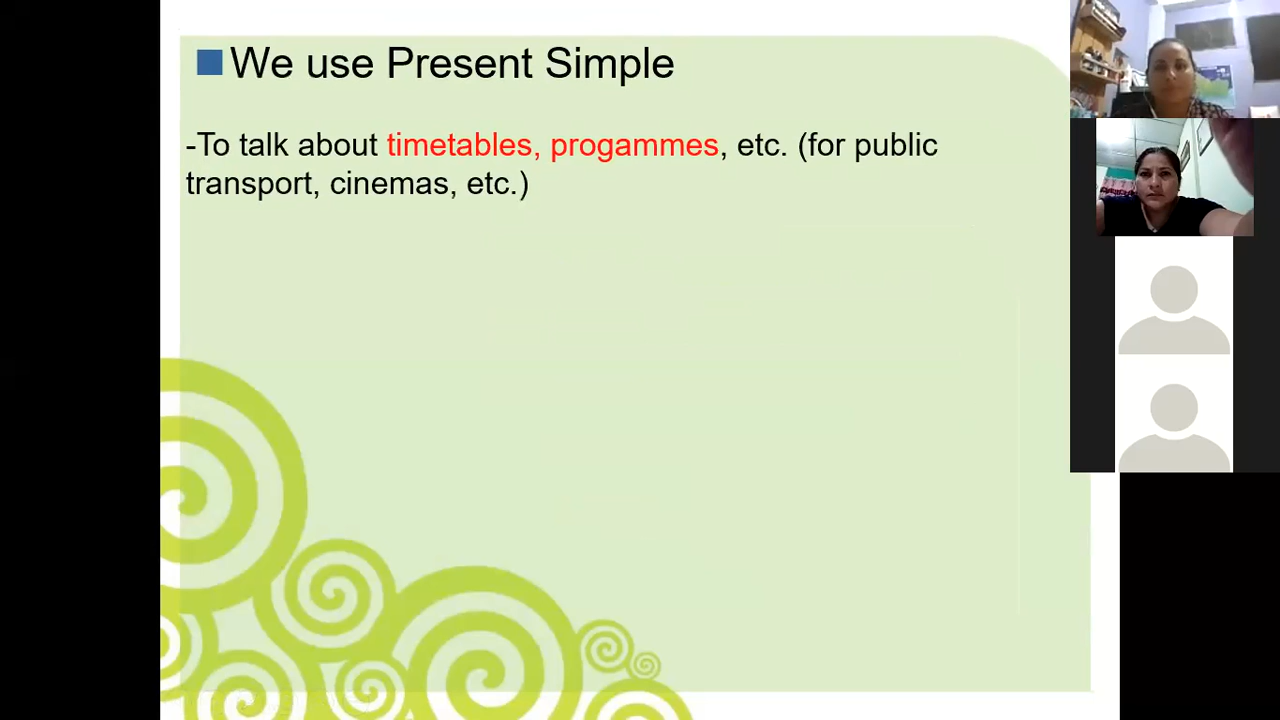 We use Present Simple
-To talk about timetables, progammes, etc. (for public
transport, cinemas, etc.)